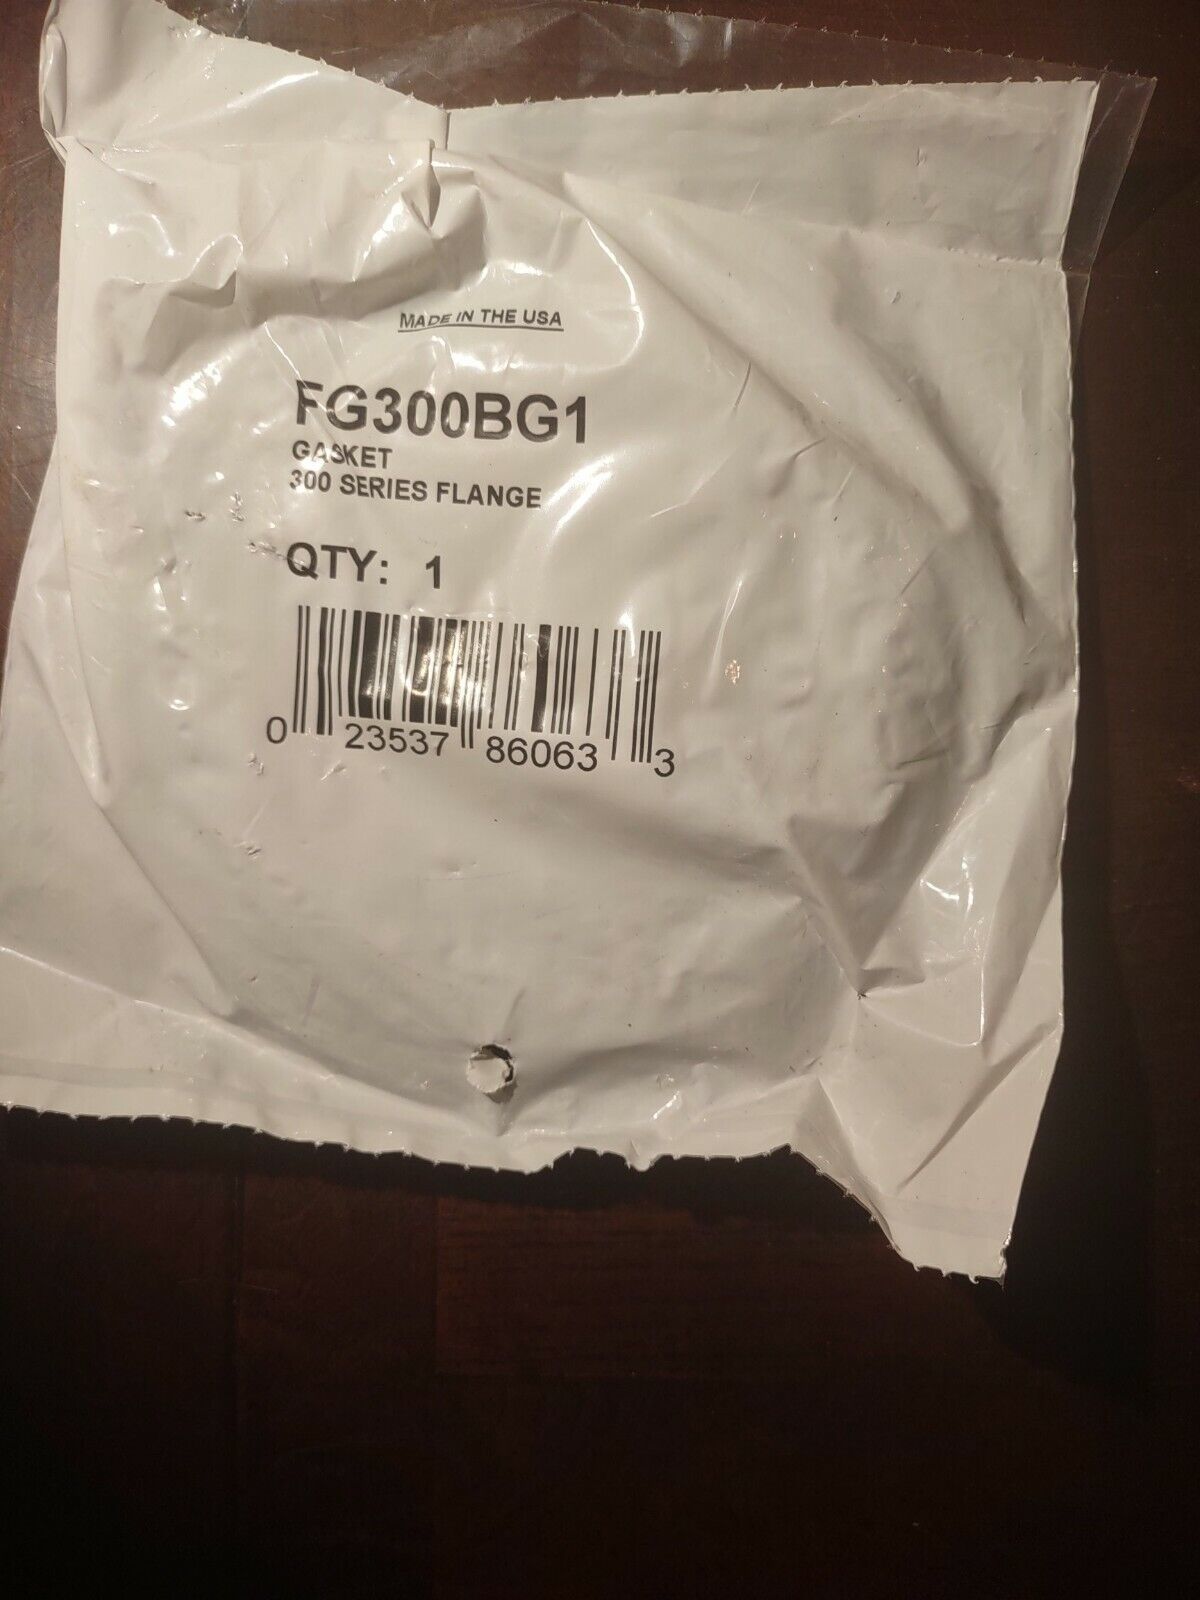 MADE IN THE USA
FG300BG1
GASKET
300 SERIES FLANGE
QTY: 1
0 23537 86063 3